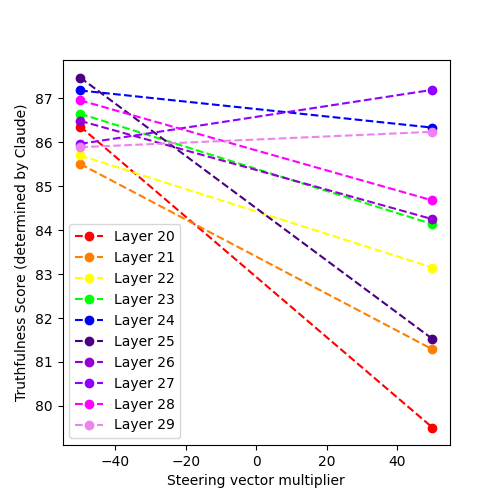 Truthfulness Score (determined by Claude)
87
86
85
84
83
82
81
80
Layer 20
Layer 21
Layer 22
Layer 23
Layer 24
Layer 25
Layer 26
Layer 27
Layer 28
Layer 29
−40 −20 0 20 40
Steering vector multiplier